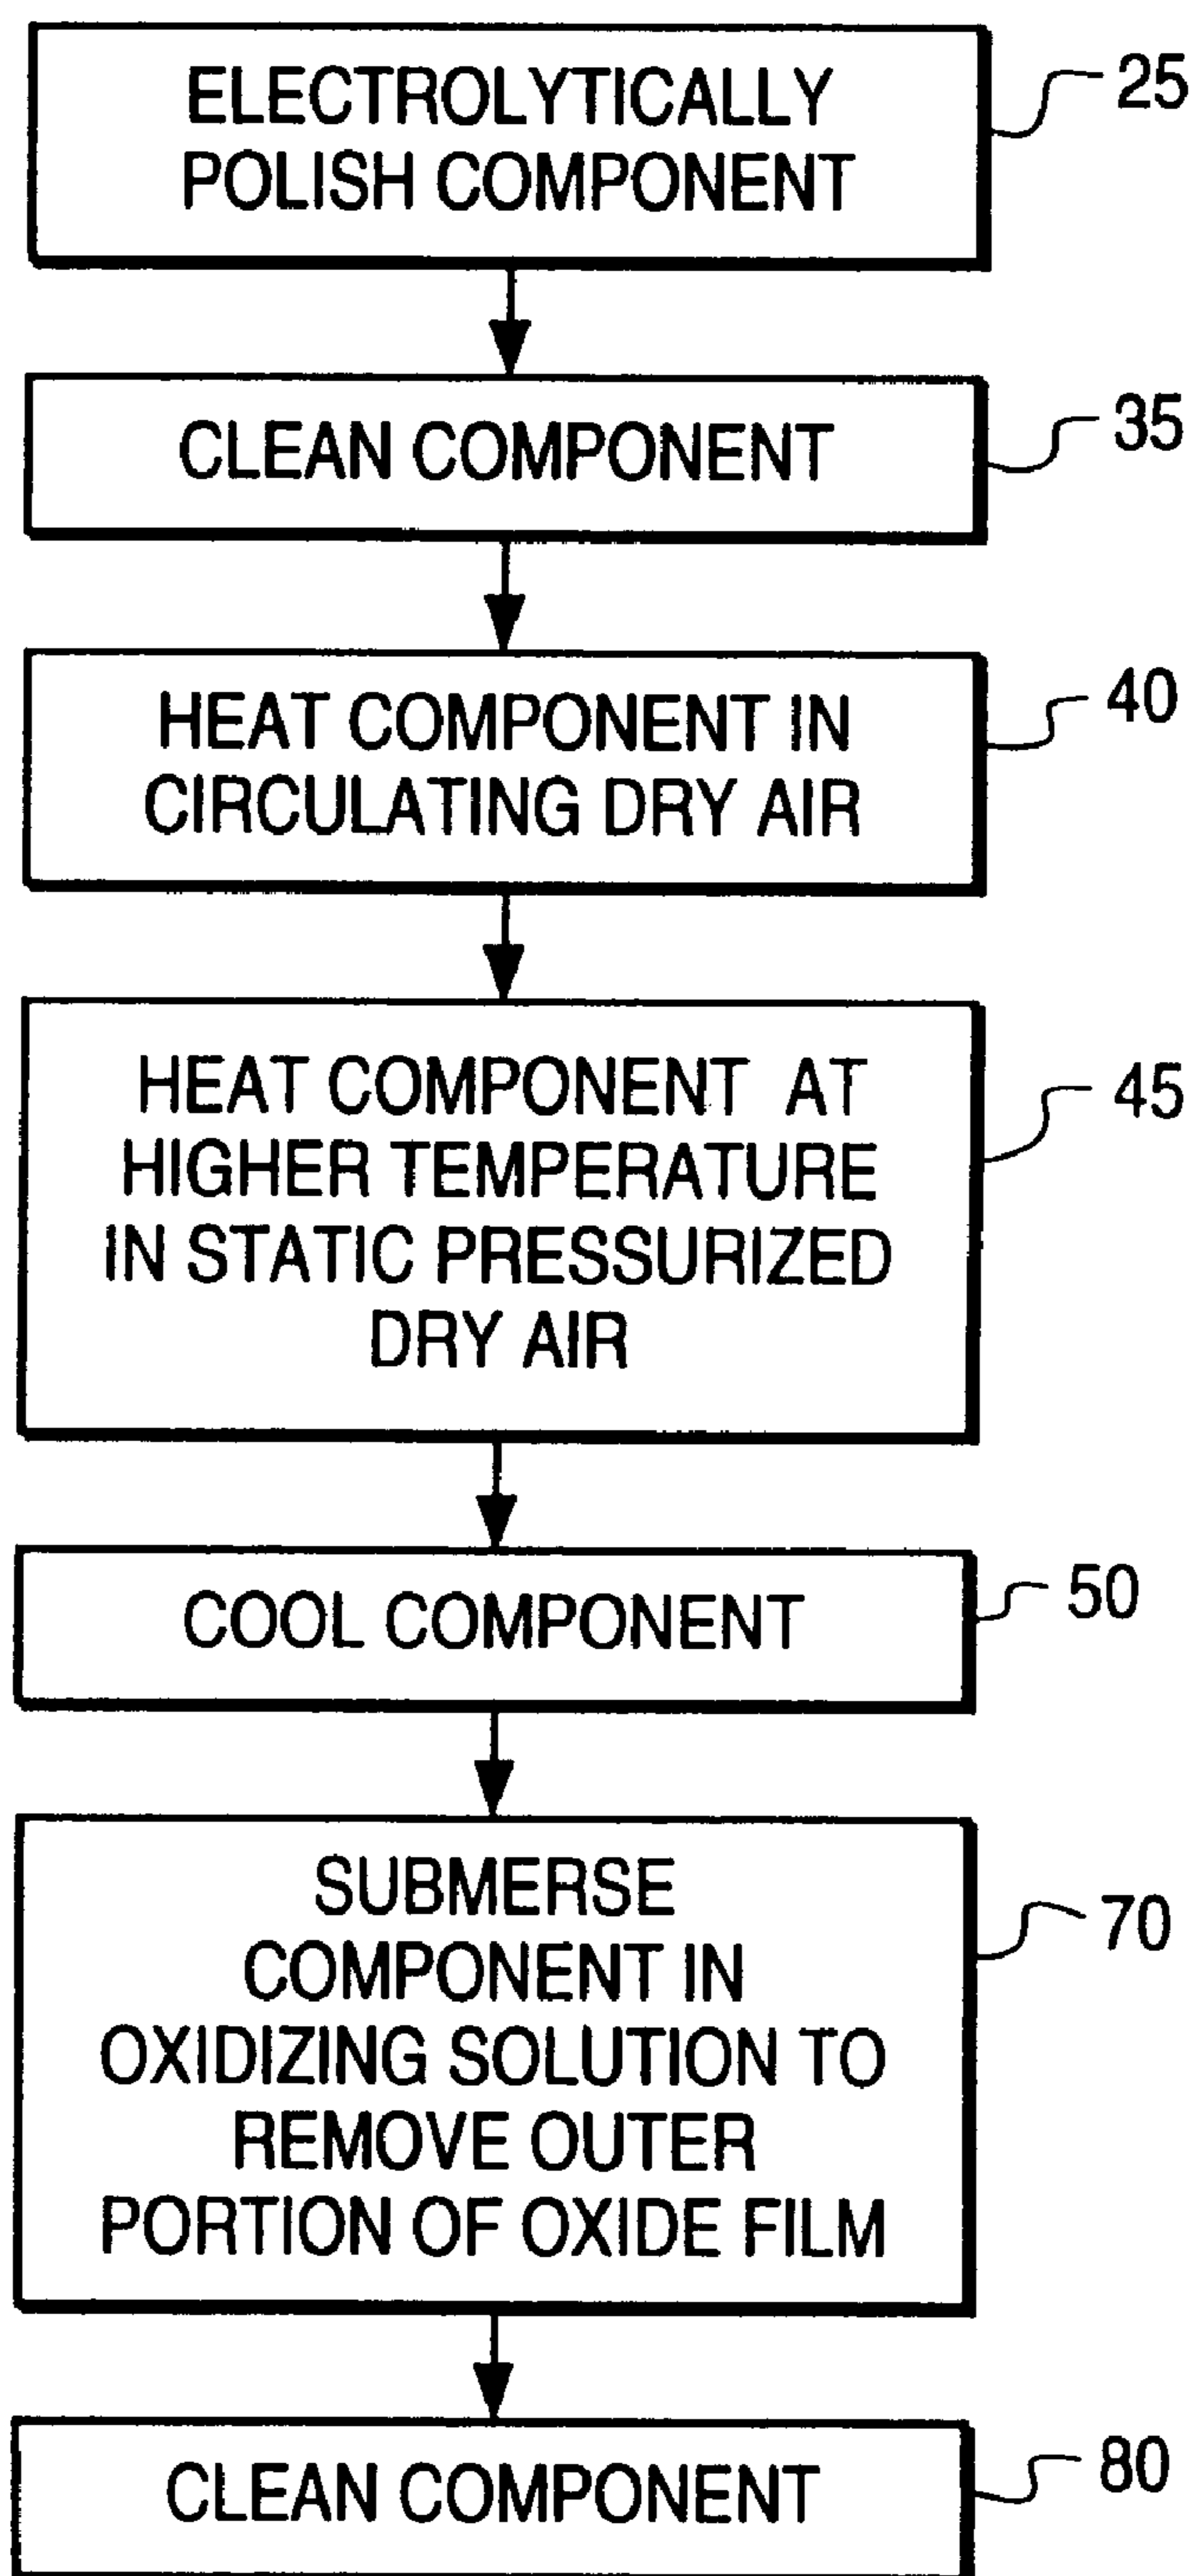 ELECTROLYTICALLY
POLISH COMPONENT
25
CLEAN COMPONENT
35
HEAT COMPONENT IN
CIRCULATING DRY AIR
40
HEAT COMPONENT AT
HIGHER TEMPERATURE
IN STATIC PRESSURIZED
DRY AIR
45
COOL COMPONENT
50
SUBMERSE
COMPONENT IN
OXIDIZING SOLUTION TO
REMOVE OUTER
PORTION OF OXIDE FILM
70
CLEAN COMPONENT
80